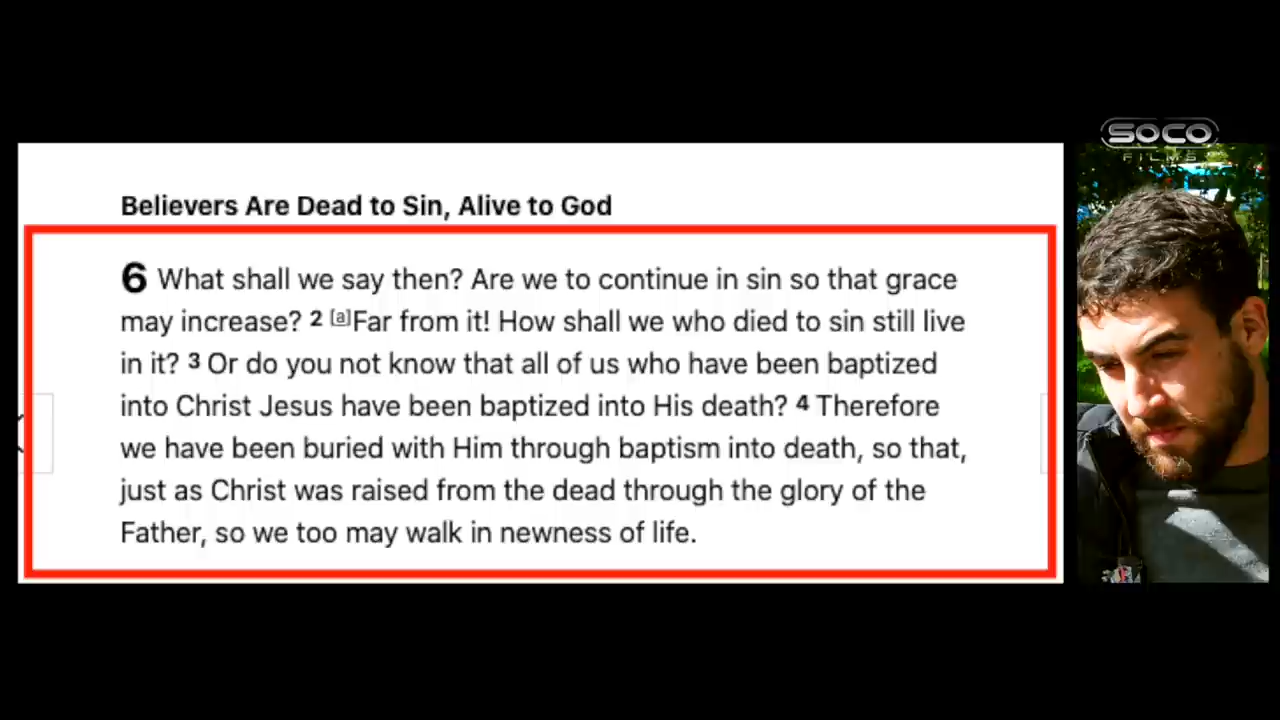 SOCO
FILMS
Believers Are Dead to Sin, Alive to God
6 What shall we say then? Are we to continue in sin so that grace
may increase? 2 [a]Far from it! How shall we who died to sin still live
in it? 3 Or do you not know that all of us who have been baptized
into Christ Jesus have been baptized into His death? 4 Therefore
we have been buried with Him through baptism into death, so that,
just as Christ was raised from the dead through the glory of the
Father, so we too may walk in newness of life.